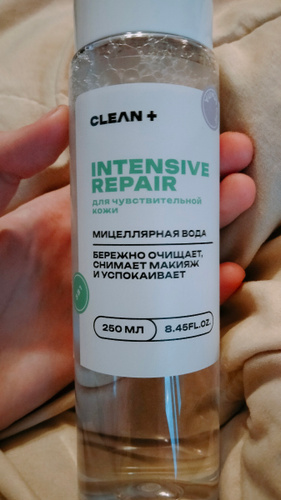 CLEAN +
INTENSIVE
REPAIR
для чувствительной
кожи
МИЦЕЛЛЯРНАЯ ВОДА
БЕРЕЖНО ОЧИЩАЕТ,
СНИМАЕТ МАКИЯЖ
И УСПОКАИВАЕТ
250 МЛ 8.45FL.OZ.